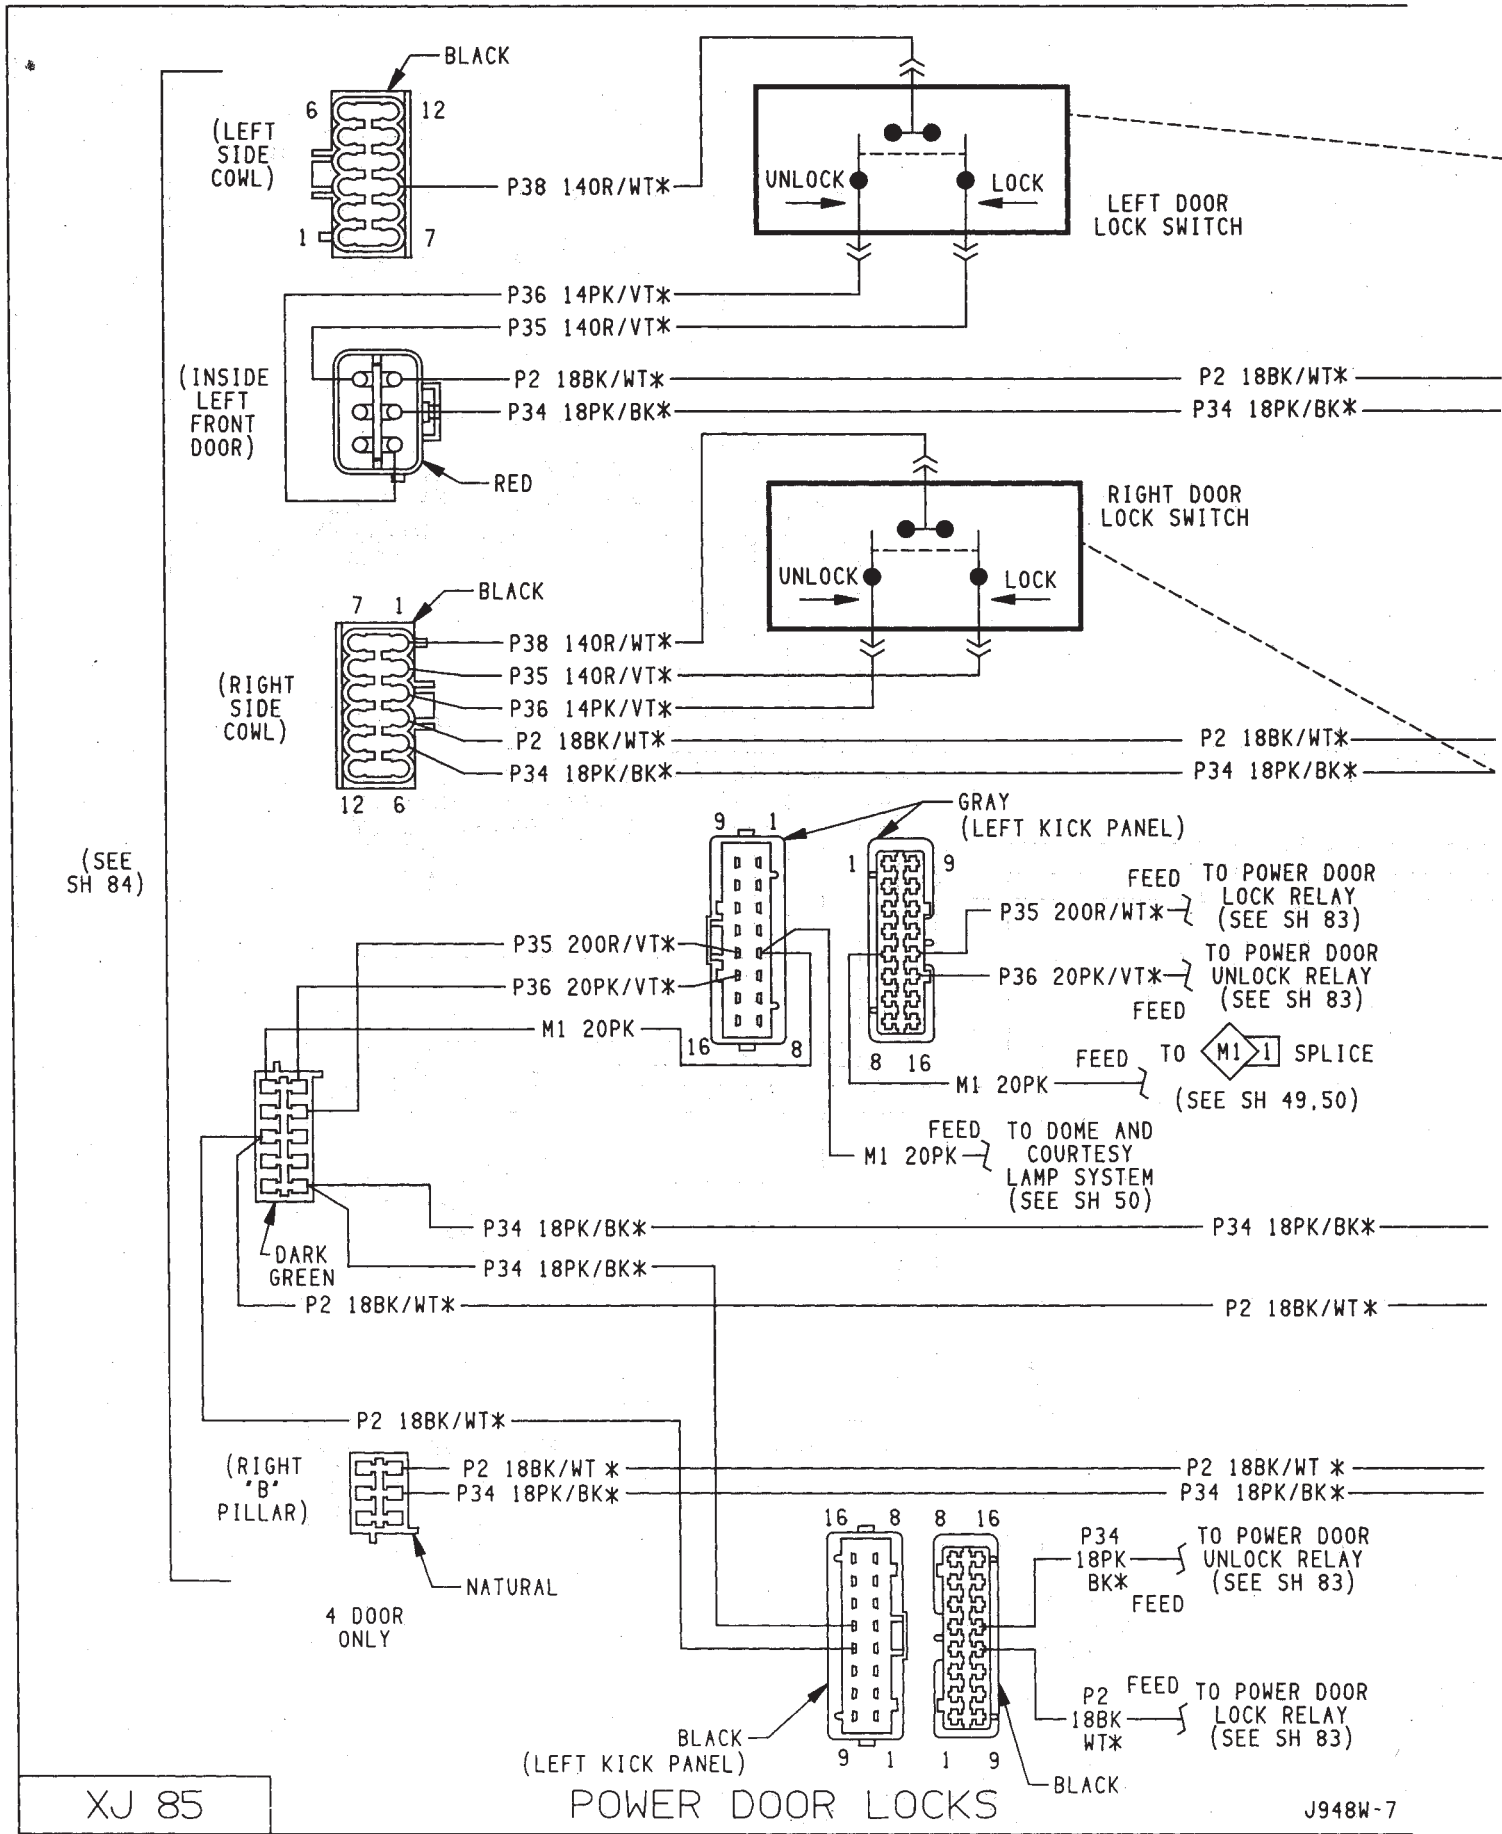 BLACK
6
12
(LEFT
SIDE
COWL)
P38 14OR/WT*
UNLOCK
LOCK
LEFT DOOR
LOCK SWITCH
1
7
P36 14PK/VT*
P35 14OR/VT*
(INSIDE
LEFT
FRONT
DOOR)
P2 18BK/WT*
P2 18BK/WT*
P34 18PK/BK*
P34 18PK/BK*
RED
RIGHT DOOR
LOCK SWITCH
UNLOCK
LOCK
BLACK
7 1
P38 14OR/WT*
P35 14OR/VT*
(RIGHT
SIDE
COWL)
P36 14PK/VT*
P2 18BK/WT*
P2 18BK/WT*
P34 18PK/BK*
P34 18PK/BK*
12 6
GRAY
(LEFT KICK PANEL)
9 1
1 9
(SEE
SH 84)
FEED
TO POWER DOOR
LOCK RELAY
(SEE SH 83)
P35 20OR/WT*
P35 20OR/VT*
TO POWER DOOR
UNLOCK RELAY
(SEE SH 83)
P36 20PK/VT*
P36 20PK/VT*
FEED
M1 20PK
16 8
8 16
FEED
TO M1 1 SPLICE
M1 20PK
(SEE SH 49,50)
FEED
M1 20PK
TO DOME AND
COURTESY
LAMP SYSTEM
(SEE SH 50)
P34 18PK/BK*
P34 18PK/BK*
DARK
GREEN
P34 18PK/BK*
P2 18BK/WT*
P2 18BK/WT*
P2 18BK/WT*
(RIGHT
"B"
PILLAR)
P2 18BK/WT *
P2 18BK/WT *
P34 18PK/BK*
P34 18PK/BK*
NATURAL
4 DOOR
ONLY
16 8
8 16
P34
18PK
BK*
TO POWER DOOR
UNLOCK RELAY
(SEE SH 83)
FEED
P2
18BK
WT*
FEED
TO POWER DOOR
LOCK RELAY
(SEE SH 83)
BLACK
(LEFT KICK PANEL)
9 1
1 9
BLACK
XJ 85
POWER DOOR LOCKS
J948W-7